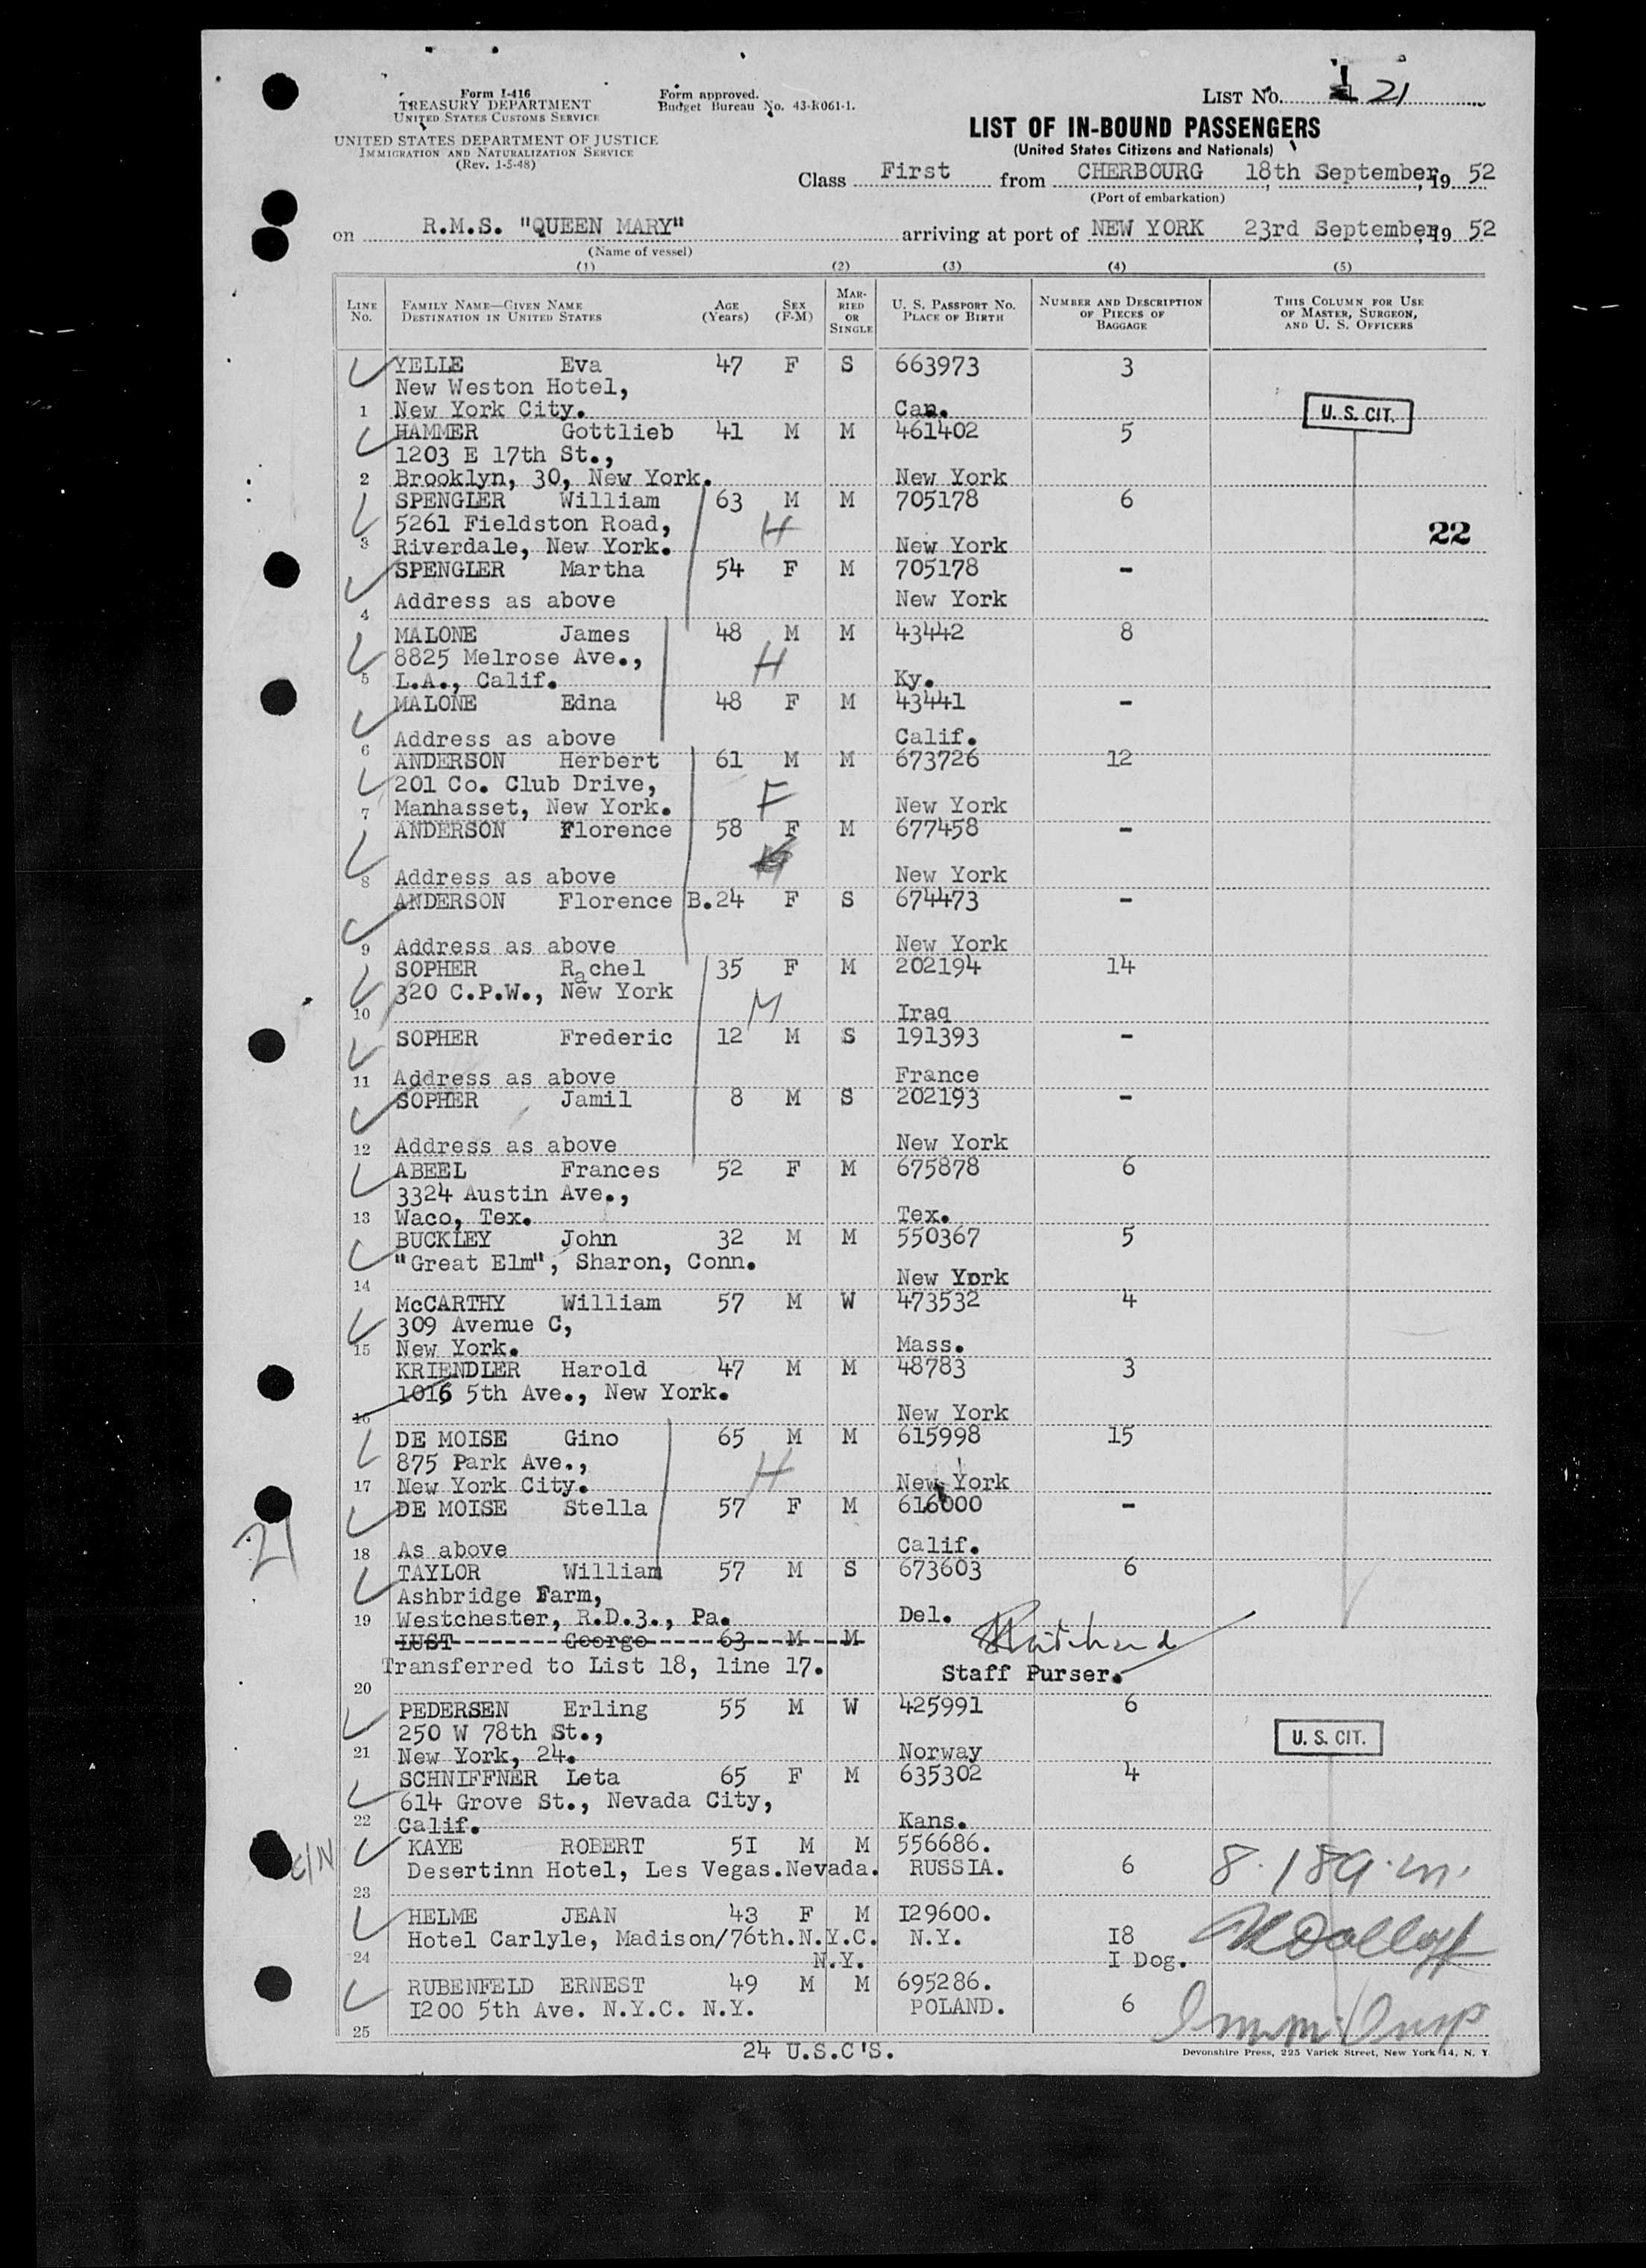 Form I-416
TREASURY DEPARTMENT
UNITED STATES CUSTOMS SERVICE
UNITED STATES DEPARTMENT OF JUSTICE
IMMIGRATION AND NATURALIZATION SERVICE
(Rev. 1-5-48)
Form approved.
Budget Bureau No. 43-R061-1.
LIST No. 21
LIST OF IN-BOUND PASSENGERS
(United States Citizens and Nationals)
Class First from CHERBOURG 18th September, 19 52
(Port of embarkation)
on R.M.S. "QUEEN MARY" arriving at port of NEW YORK 23rd September, 19 52
(Name of vessel)
(1) (2) (3) (4) (5)
LINE No. FAMILY NAME—GIVEN NAME DESTINATION IN UNITED STATES AGE (Years) SEX (F-M) MARRIED OR SINGLE U. S. PASSPORT No. PLACE OF BIRTH NUMBER AND DESCRIPTION OF PIECES OF BAGGAGE THIS COLUMN FOR USE OF MASTER, SURGEON, AND U. S. OFFICERS
YELLE Eva 47 F S 663973 3
New Weston Hotel,
1 New York City. Can. U. S. CIT.
HAMMER Gottlieb 41 M M 461402 5
1203 E 17th St.,
2 Brooklyn, 30, New York. New York
SPENGLER William 63 M M 705178 6
5261 Fieldston Road, H 22
3 Riverdale, New York. New York
SPENGLER Martha 54 F M 705178 -
4 Address as above New York
MALONE James 48 M M 43442 8
8825 Melrose Ave., H
5 L.A., Calif. Ky.
MALONE Edna 48 F M 43441 -
6 Address as above Calif.
ANDERSON Herbert 61 M M 673726 12
201 Co. Club Drive, F
7 Manhasset, New York. New York
ANDERSON Florence 58 F M 677458 -
8 Address as above New York
ANDERSON Florence B. 24 F S 674473 -
9 Address as above New York
SOPHER Rachel 35 F M 202194 14
320 C.P.W., New York M
10 Iraq
SOPHER Frederic 12 M S 191393 -
11 Address as above France
SOPHER Jamil 8 M S 202193 -
12 Address as above New York
ABEEL Frances 52 F M 675878 6
3324 Austin Ave.,
13 Waco, Tex. Tex.
BUCKLEY John 32 M M 550367 5
"Great Elm", Sharon, Conn.
14 New York
McCARTHY William 57 M W 473532 4
309 Avenue C,
15 New York. Mass.
KRIENDLER Harold 47 M M 48783 3
1016 5th Ave., New York.
16 New York
DE MOISE Gino 65 M M 615998 15
875 Park Ave., H
17 New York City. New York
DE MOISE Stella 57 F M 616000 -
21
18 As above Calif.
TAYLOR William 57 M S 673603 6
Ashbridge Farm,
19 Westchester, R.D.3., Pa. Del.
LUST George 63 M M
Transferred to List 18, line 17. Staff Purser.
20
PEDERSEN Erling 55 M W 425991 6
250 W 78th St., U. S. CIT.
21 New York, 24. Norway
SCHNIFFNER Leta 65 F M 635302 4
614 Grove St., Nevada City,
22 Calif. Kans.
KAYE ROBERT 5I M M 556686.
C/N Desertinn Hotel, Les Vegas.Nevada. RUSSIA. 6
23
HELME JEAN 43 F M I29600.
Hotel Carlyle, Madison/76th.N.Y.C. N.Y. I8
24 N.Y. I Dog.
RUBENFELD ERNEST 49 M M 695286.
I200 5th Ave. N.Y.C. N.Y. POLAND. 6
25 Imm Insp
24 U.S.C'S.
Devonshire Press, 225 Varick Street, New York 14, N. Y.